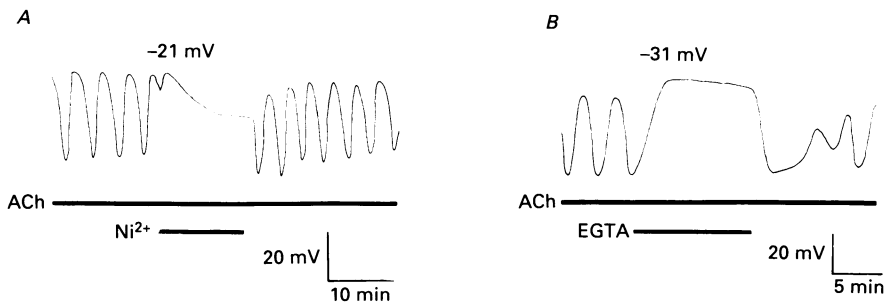 A
−21 mV
ACh
Ni²⁺
20 mV
10 min
B
−31 mV
ACh
EGTA
20 mV
5 min